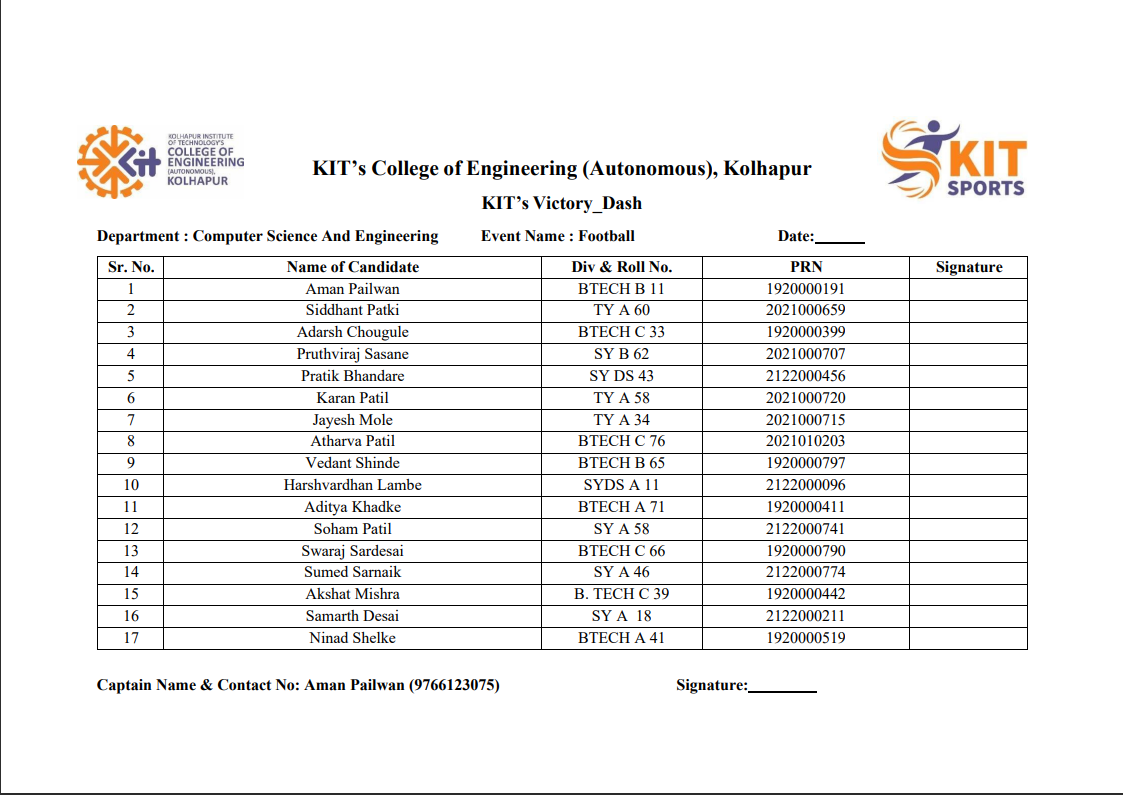 KOLHAPUR INSTITUTE
OF TECHNOLOGY'S
COLLEGE OF
ENGINEERING
(AUTONOMOUS),
KOLHAPUR
kit
KIT
SPORTS
KIT's College of Engineering (Autonomous), Kolhapur
KIT's Victory_Dash
Department : Computer Science And Engineering Event Name : Football Date:______
Sr. No. Name of Candidate Div & Roll No. PRN Signature
1 Aman Pailwan BTECH B 11 1920000191
2 Siddhant Patki TY A 60 2021000659
3 Adarsh Chougule BTECH C 33 1920000399
4 Pruthviraj Sasane SY B 62 2021000707
5 Pratik Bhandare SY DS 43 2122000456
6 Karan Patil TY A 58 2021000720
7 Jayesh Mole TY A 34 2021000715
8 Atharva Patil BTECH C 76 2021010203
9 Vedant Shinde BTECH B 65 1920000797
10 Harshvardhan Lambe SYDS A 11 2122000096
11 Aditya Khadke BTECH A 71 1920000411
12 Soham Patil SY A 58 2122000741
13 Swaraj Sardesai BTECH C 66 1920000790
14 Sumed Sarnaik SY A 46 2122000774
15 Akshat Mishra B. TECH C 39 1920000442
16 Samarth Desai SY A 18 2122000211
17 Ninad Shelke BTECH A 41 1920000519
Captain Name & Contact No: Aman Pailwan (9766123075) Signature:________